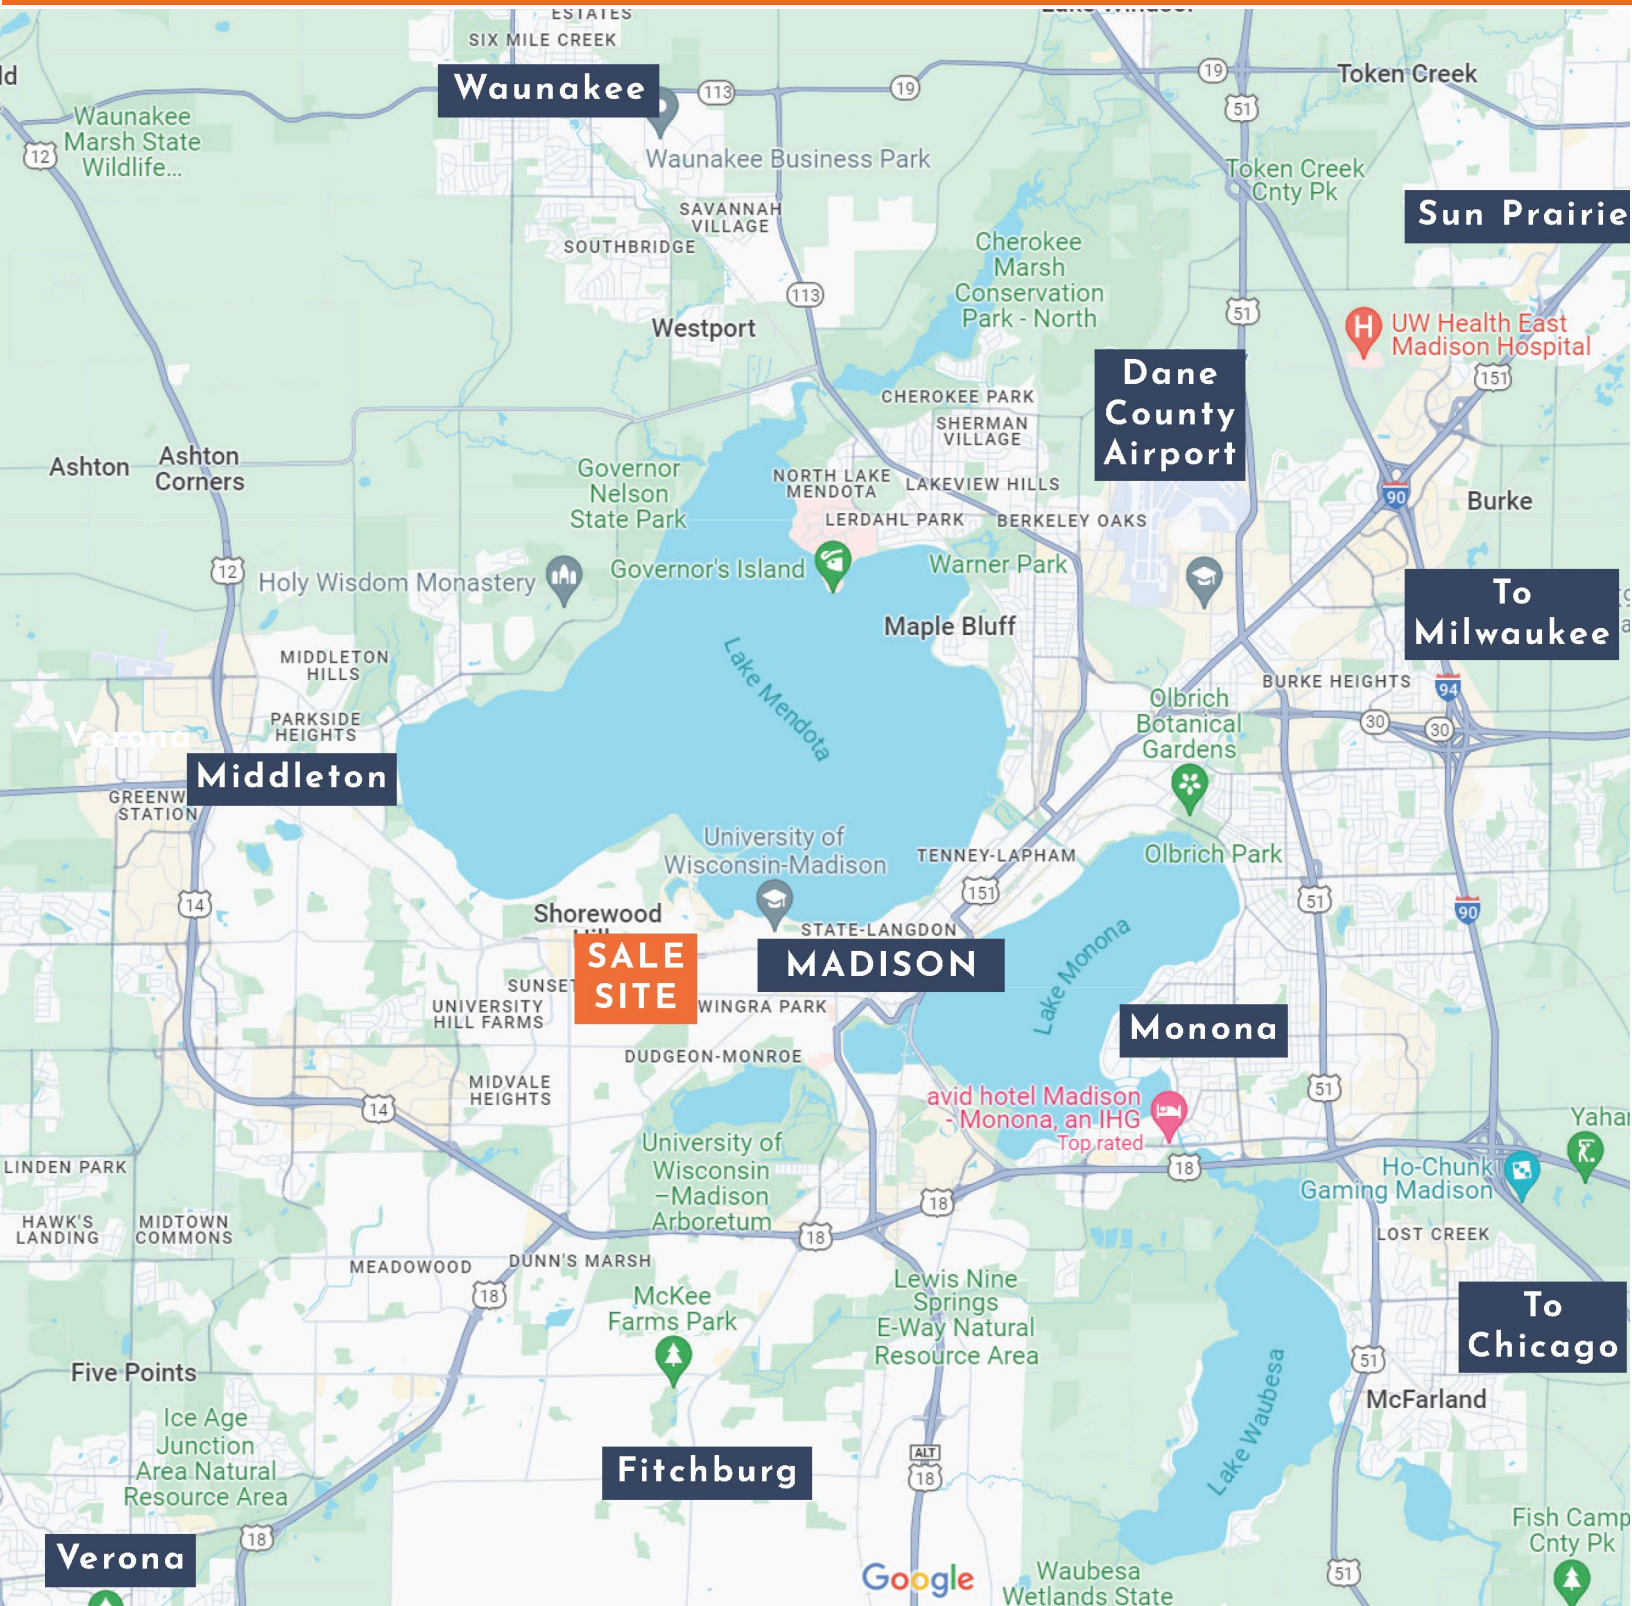 ESTATES
SIX MILE CREEK
Waunakee
113
19
19
Token Creek
51
Waunakee
Marsh State
Wildlife...
12
Waunakee Business Park
Token Creek
Cnty Pk
Sun Prairie
SAVANNAH
VILLAGE
SOUTHBRIDGE
Cherokee
Marsh
Conservation
Park - North
113
51
Westport
UW Health East
Madison Hospital
151
Dane
County
Airport
CHEROKEE PARK
SHERMAN
VILLAGE
Ashton
Ashton
Corners
Governor
Nelson
State Park
NORTH LAKE
MENDOTA
LAKEVIEW HILLS
90
Burke
LERDAHL PARK
BERKELEY OAKS
12
Holy Wisdom Monastery
Governor's Island
Warner Park
To
Milwaukee
Maple Bluff
Lake Mendota
MIDDLETON
HILLS
BURKE HEIGHTS
94
Olbrich
Botanical
Gardens
30
30
PARKSIDE
HEIGHTS
Verona
Middleton
GREENW
STATION
University of
Wisconsin-Madison
TENNEY-LAPHAM
Olbrich Park
14
151
51
90
Shorewood
STATE-LANGDON
SALE
SITE
MADISON
Lake Monona
SUNSET
UNIVERSITY
HILL FARMS
WINGRA PARK
Monona
DUDGEON-MONROE
MIDVALE
HEIGHTS
14
avid hotel Madison
- Monona, an IHG
Top rated
51
Yahar
LINDEN PARK
University of
Wisconsin
–Madison
Arboretum
18
Ho-Chunk
Gaming Madison
18
HAWK'S
LANDING
MIDTOWN
COMMONS
18
LOST CREEK
MEADOWOOD
DUNN'S MARSH
18
McKee
Farms Park
Lewis Nine
Springs
E-Way Natural
Resource Area
To
Chicago
Five Points
51
McFarland
Lake Waubesa
Ice Age
Junction
Area Natural
Resource Area
Fitchburg
ALT
18
18
Verona
Fish Camp
Cnty Pk
Google
Waubesa
Wetlands State
51